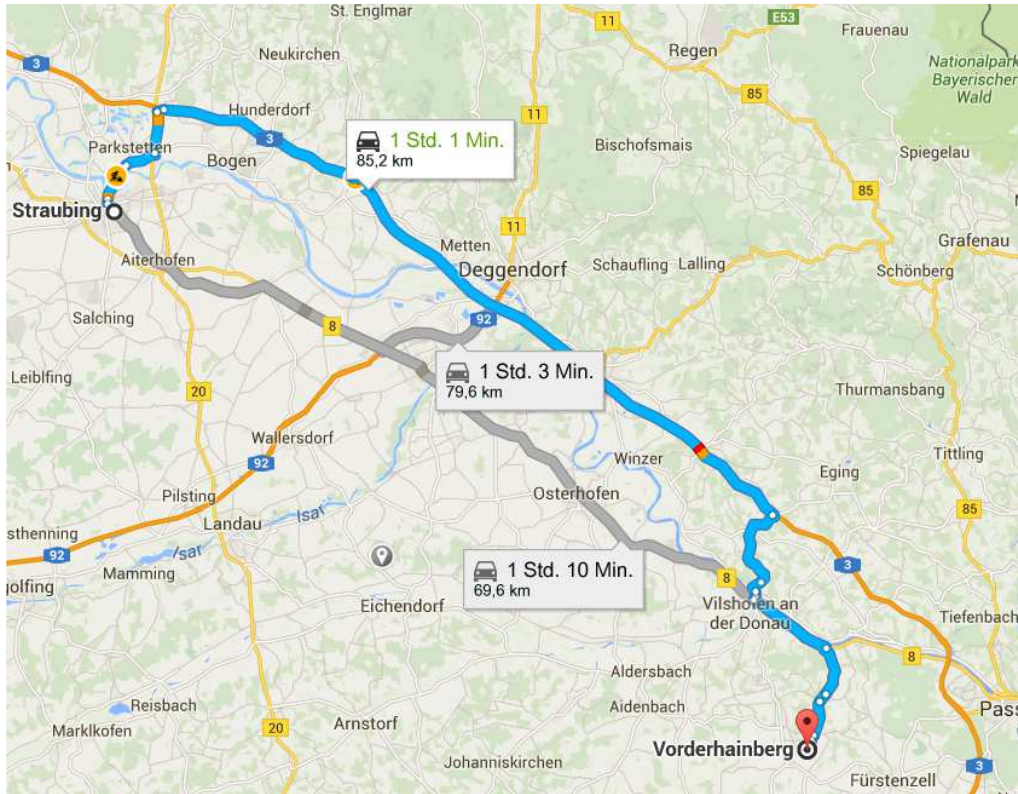 St. Englmar
E53
Frauenau
Neukirchen
Regen
3
Nationalpark
Bayerischer
Wald
85
Hunderdorf
11
11
3
1 Std. 1 Min.
85,2 km
Parkstetten
Bogen
Bischofsmais
Spiegelau
85
Straubing
11
Metten
Grafenau
Aiterhofen
Deggendorf
Schaufling
Lalling
Schönberg
Salching
8
92
1 Std. 3 Min.
79,6 km
Leiblfing
20
Thurmansbang
Wallersdorf
92
Winzer
Tittling
Eging
Pilsting
Osterhofen
85
Landau
Isar
sthenning
92
Isar
Mamming
golfing
1 Std. 10 Min.
69,6 km
8
3
Eichendorf
Vilshofen an
der Donau
Tiefenbach
8
Aldersbach
Reisbach
Aidenbach
Pass
Marklkofen
20
Arnstorf
Vorderhainberg
Johanniskirchen
3
Fürstenzell